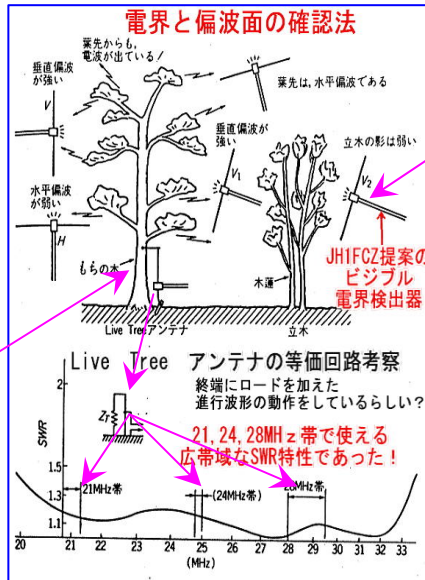 電界と偏波面の確認法
葉先からも,
電波が出ている!
垂直偏波
が強い
V
葉先は,水平偏波である
垂直偏波が
強い
V₁
立木の影は弱い
V₂
水平偏波
が弱い
H
もちの木
木蓮
JH1FCZ提案の
ビジブル
電界検出器
Live Treeアンテナ
立木
Live Tree アンテナの等価回路考察
終端にロードを加えた
進行波形の動作をしているらしい?
ZT
21,24,28MHz帯で使える
広帯域なSWR特性であった!
SWR
2
1.5
1.3
1.1
21MHz帯
(24MHz帯)
28MHz帯
20 21 22 23 24 25 26 27 28 29 30 31 32 33
(MHz)